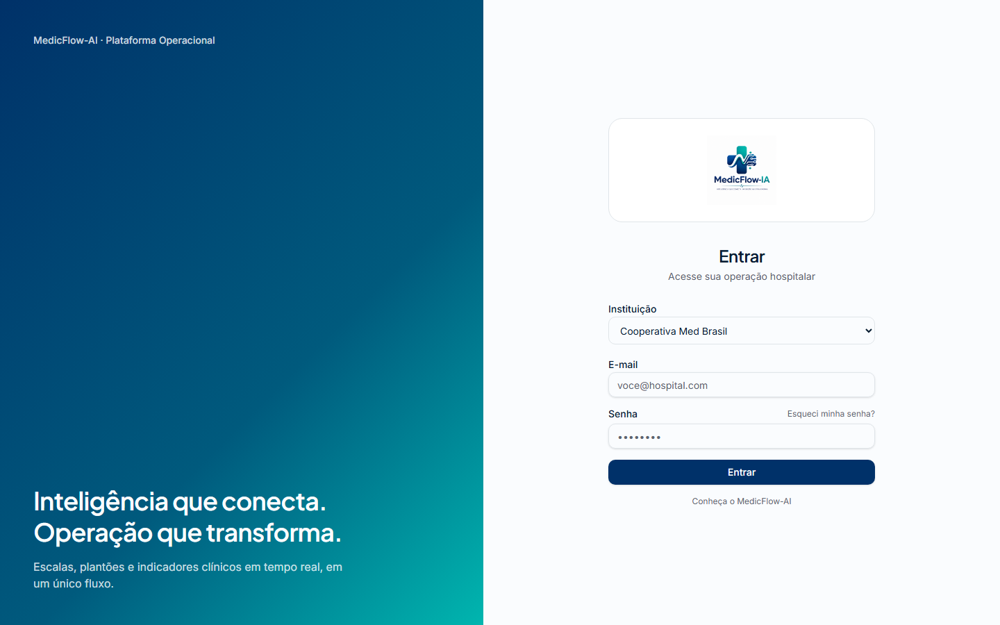 MedicFlow-AI · Plataforma Operacional
Inteligência que conecta.
Operação que transforma.
Escalas, plantões e indicadores clínicos em tempo real, em
um único fluxo.
MedicFlow-IA
Entrar
Acesse sua operação hospitalar
Instituição
Cooperativa Med Brasil
E-mail
voce@hospital.com
Senha
Esqueci minha senha?
••••••••
Entrar
Conheça o MedicFlow-AI